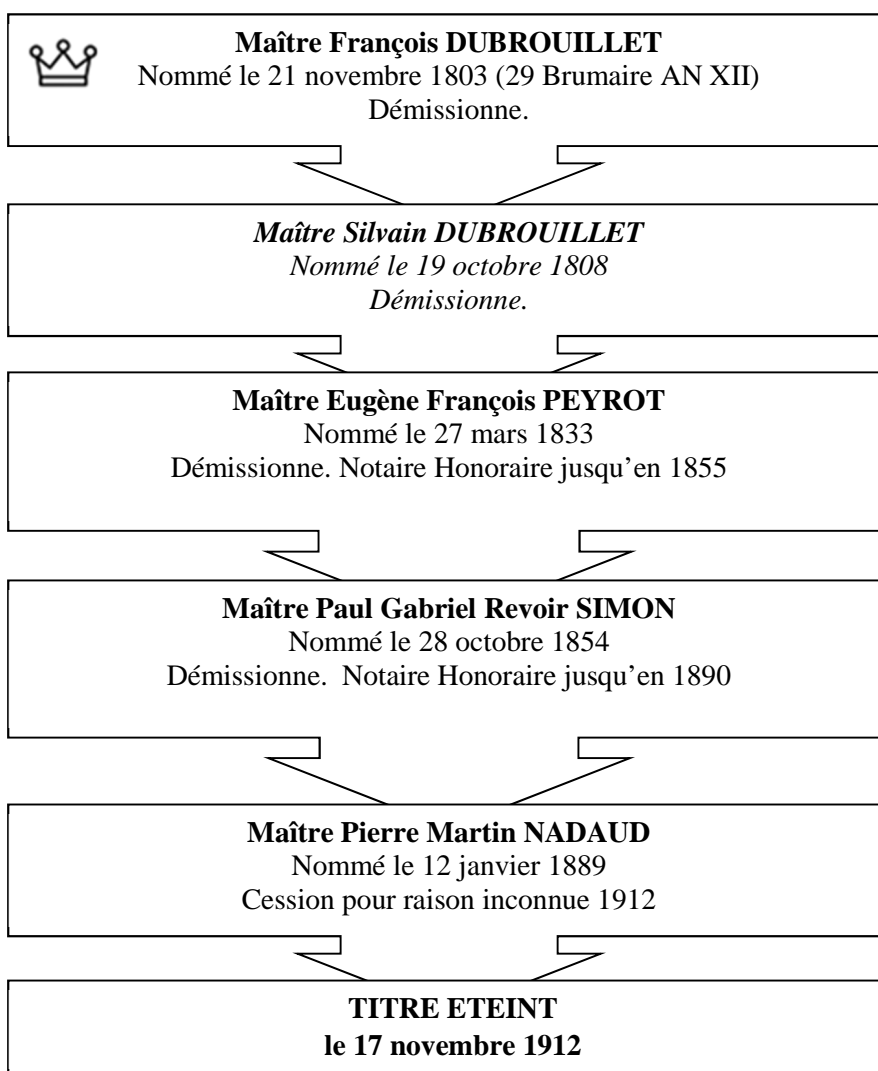 Maître François DUBROUILLET
Nommé le 21 novembre 1803 (29 Brumaire AN XII)
Démissionne.
Maître Silvain DUBROUILLET
Nommé le 19 octobre 1808
Démissionne.
Maître Eugène François PEYROT
Nommé le 27 mars 1833
Démissionne. Notaire Honoraire jusqu’en 1855
Maître Paul Gabriel Revoir SIMON
Nommé le 28 octobre 1854
Démissionne.  Notaire Honoraire jusqu’en 1890
Maître Pierre Martin NADAUD
Nommé le 12 janvier 1889
Cession pour raison inconnue 1912
TITRE ETEINT
le 17 novembre 1912